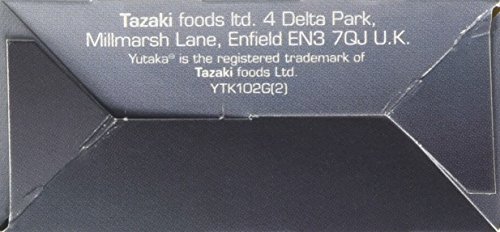 Tazaki foods ltd. 4 Delta Park,
Millmarsh Lane, Enfield EN3 7QJ U.K.
Yutaka® is the registered trademark of
Tazaki foods Ltd.
YTK102G(2)